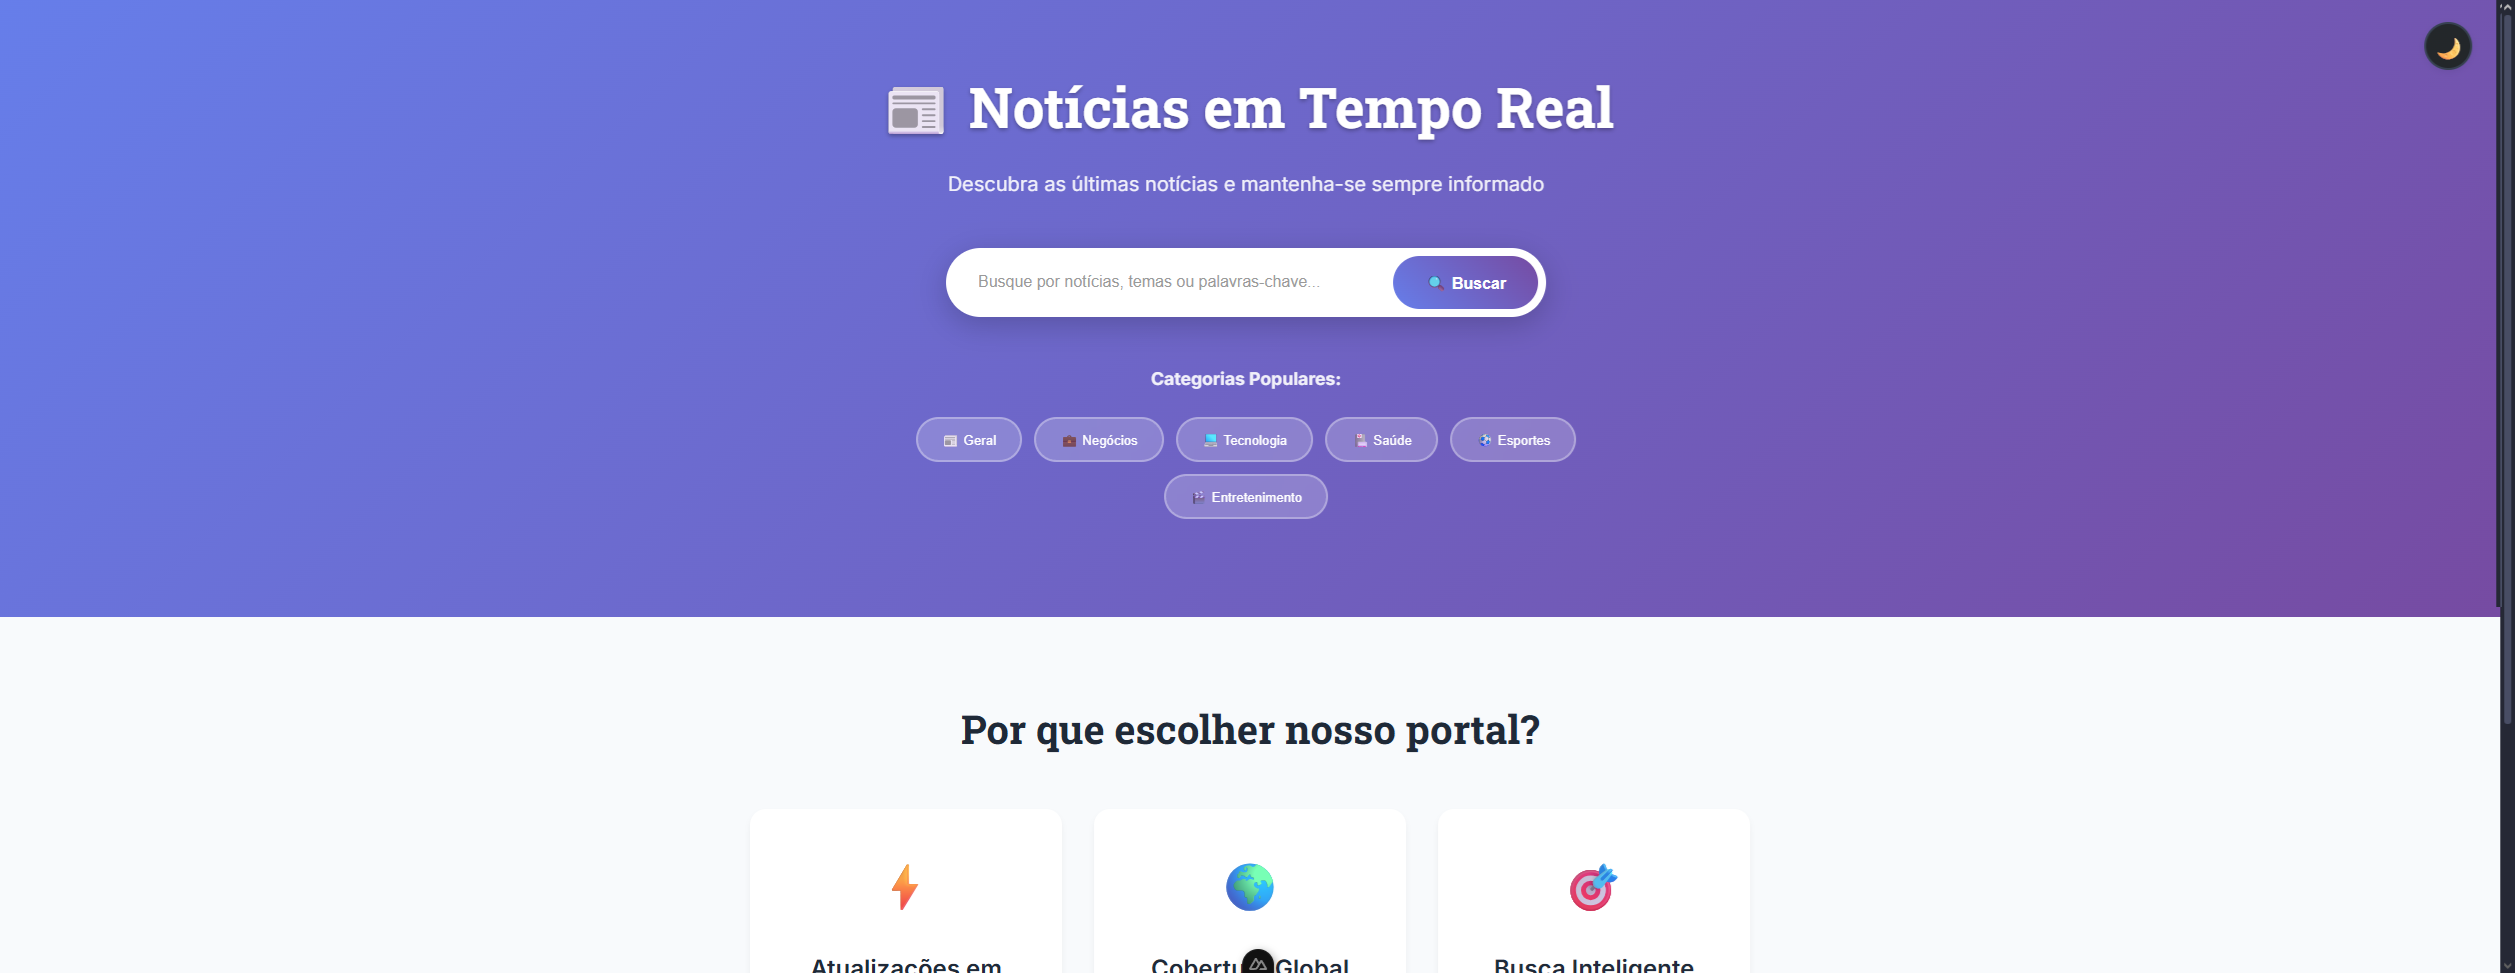 Notícias em Tempo Real
Descubra as últimas notícias e mantenha-se sempre informado
Busque por notícias, temas ou palavras-chave...
Buscar
Categorias Populares:
Geral
Negócios
Tecnologia
Saúde
Esportes
Entretenimento
Por que escolher nosso portal?
Atualizações em
Cobertu Global
Busca Inteligente